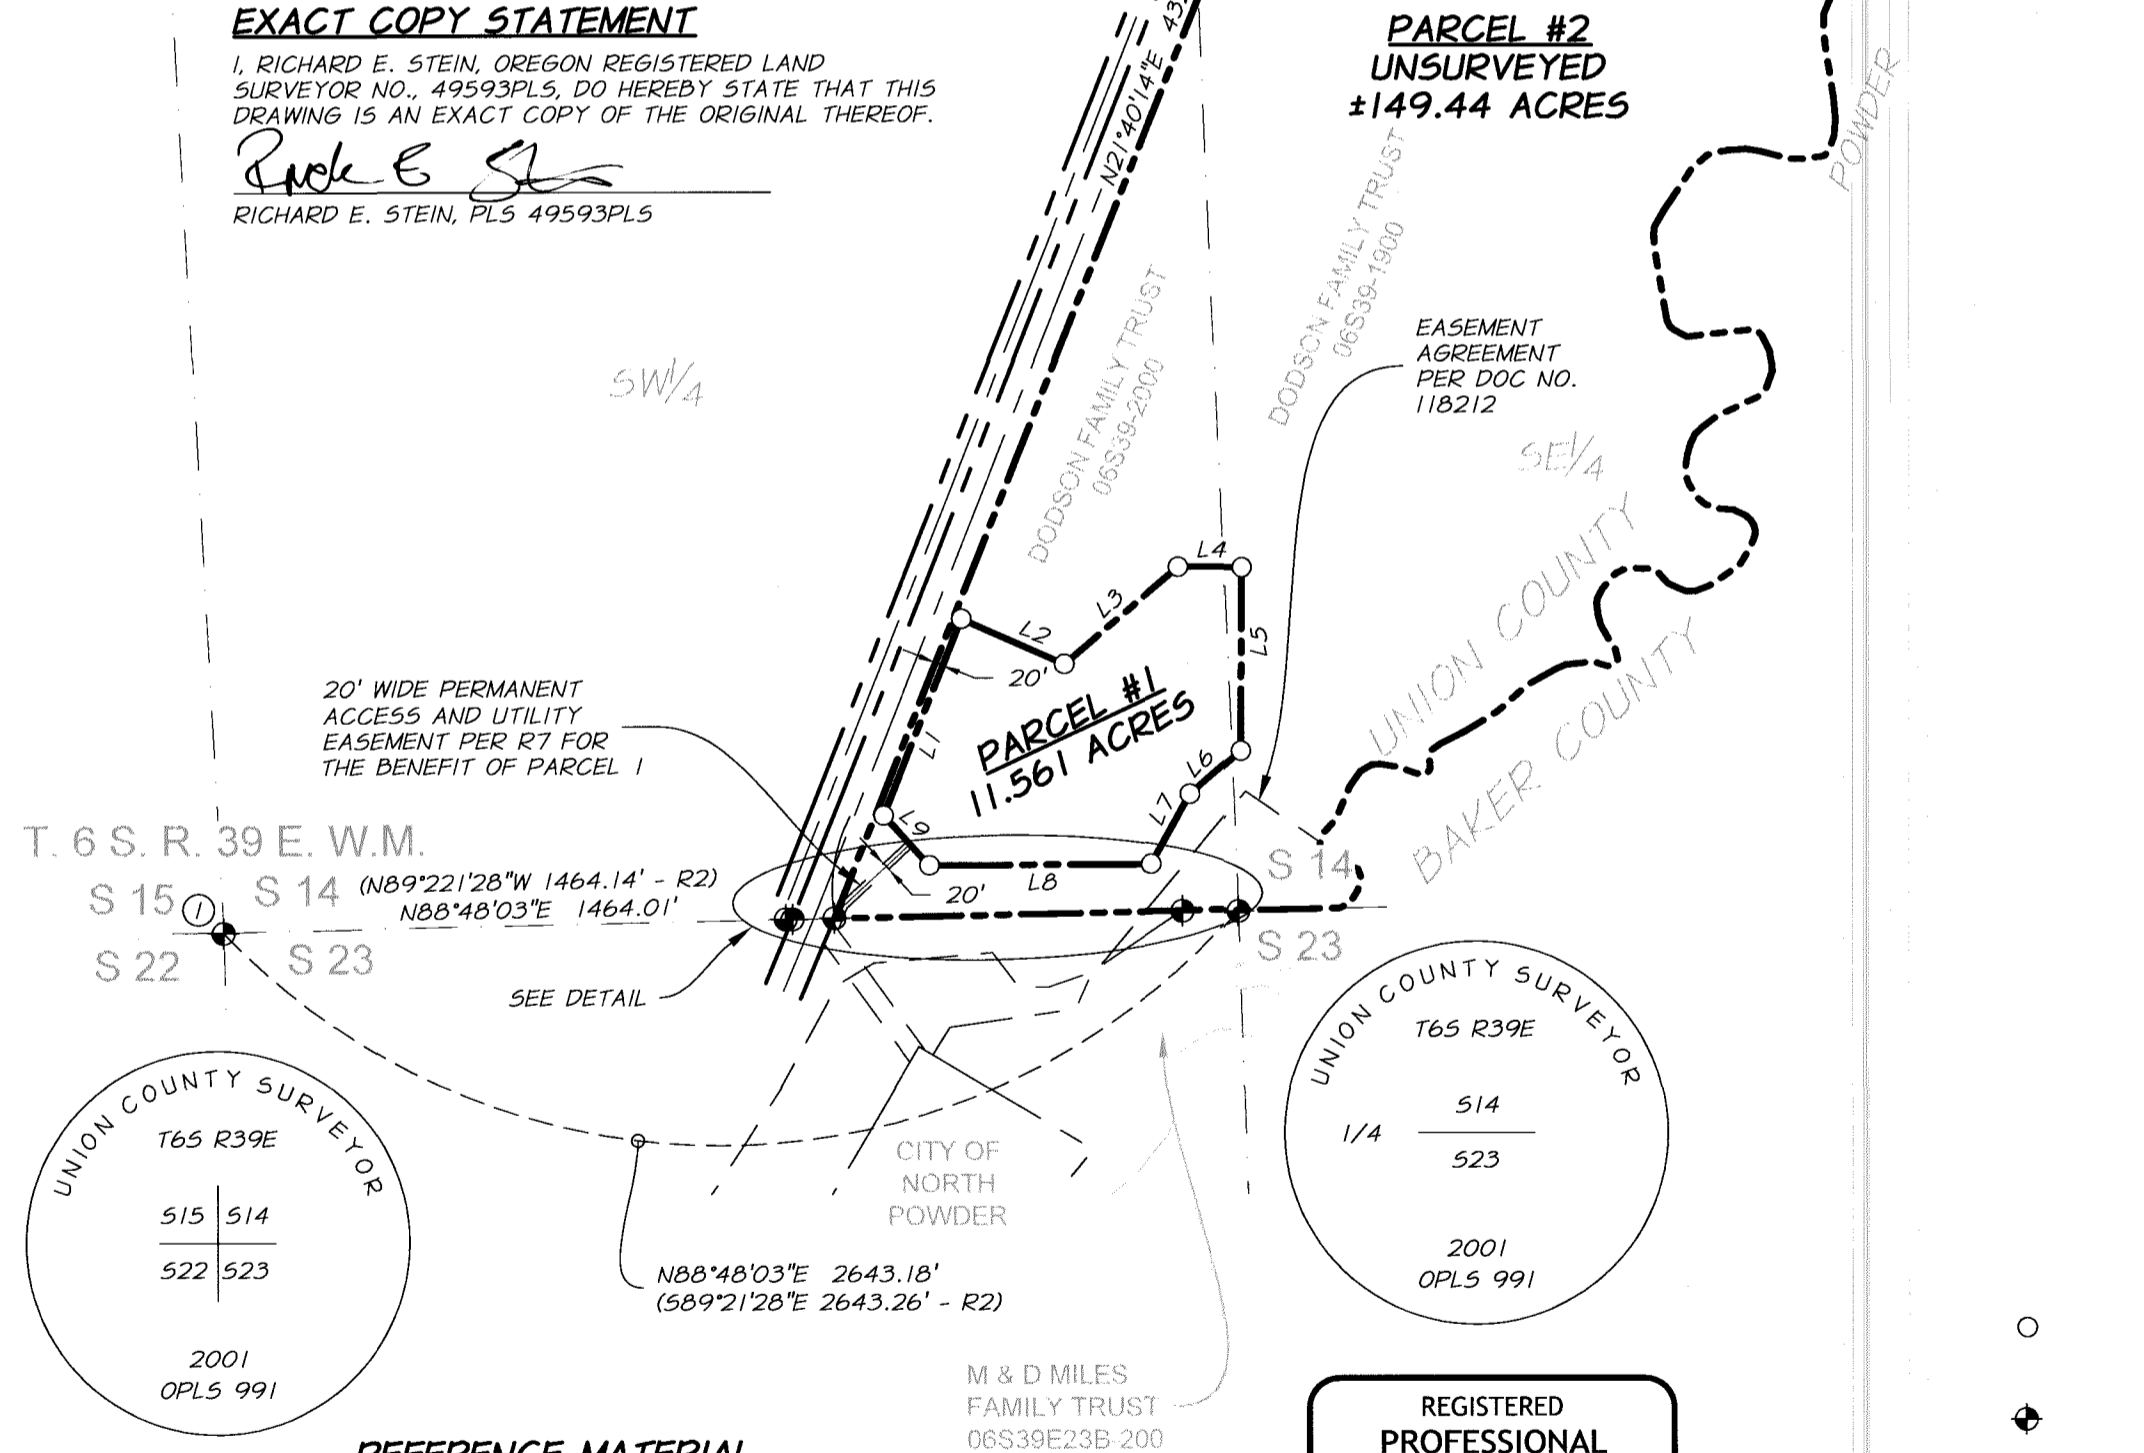 EXACT COPY STATEMENT
I, RICHARD E. STEIN, OREGON REGISTERED LAND
SURVEYOR NO., 49593PLS, DO HEREBY STATE THAT THIS
DRAWING IS AN EXACT COPY OF THE ORIGINAL THEREOF.
RICHARD E. STEIN, PLS 49593PLS
N21°40'14"E 43
PARCEL #2
UNSURVEYED
±149.44 ACRES
POWDER
DODSON FAMILY TRUST
06S39-2000
DODSON FAMILY TRUST
06S39-1900
EASEMENT
AGREEMENT
PER DOC NO.
118212
SW1/4
SE1/4
UNION COUNTY
BAKER COUNTY
L4
L3
L2
L5
20'
L1
PARCEL #1
11.561 ACRES
L6
L7
L9
L8
20'
20' WIDE PERMANENT
ACCESS AND UTILITY
EASEMENT PER R7 FOR
THE BENEFIT OF PARCEL 1
T. 6 S. R. 39 E. W.M.
S 15
1
S 14
(N89°221'28"W 1464.14' - R2)
N88°48'03"E 1464.01'
S 22
S 23
S 14
S 23
SEE DETAIL
UNION COUNTY SURVEYOR
T6S R39E
S15 S14
S22 S23
2001
OPLS 991
UNION COUNTY SURVEYOR
T6S R39E
S14
1/4
S23
2001
OPLS 991
CITY OF
NORTH
POWDER
N88°48'03"E 2643.18'
(S89°21'28"E 2643.26' - R2)
M & D MILES
FAMILY TRUST
06S39E23B-200
REFERENCE MATERIAL
REGISTERED
PROFESSIONAL